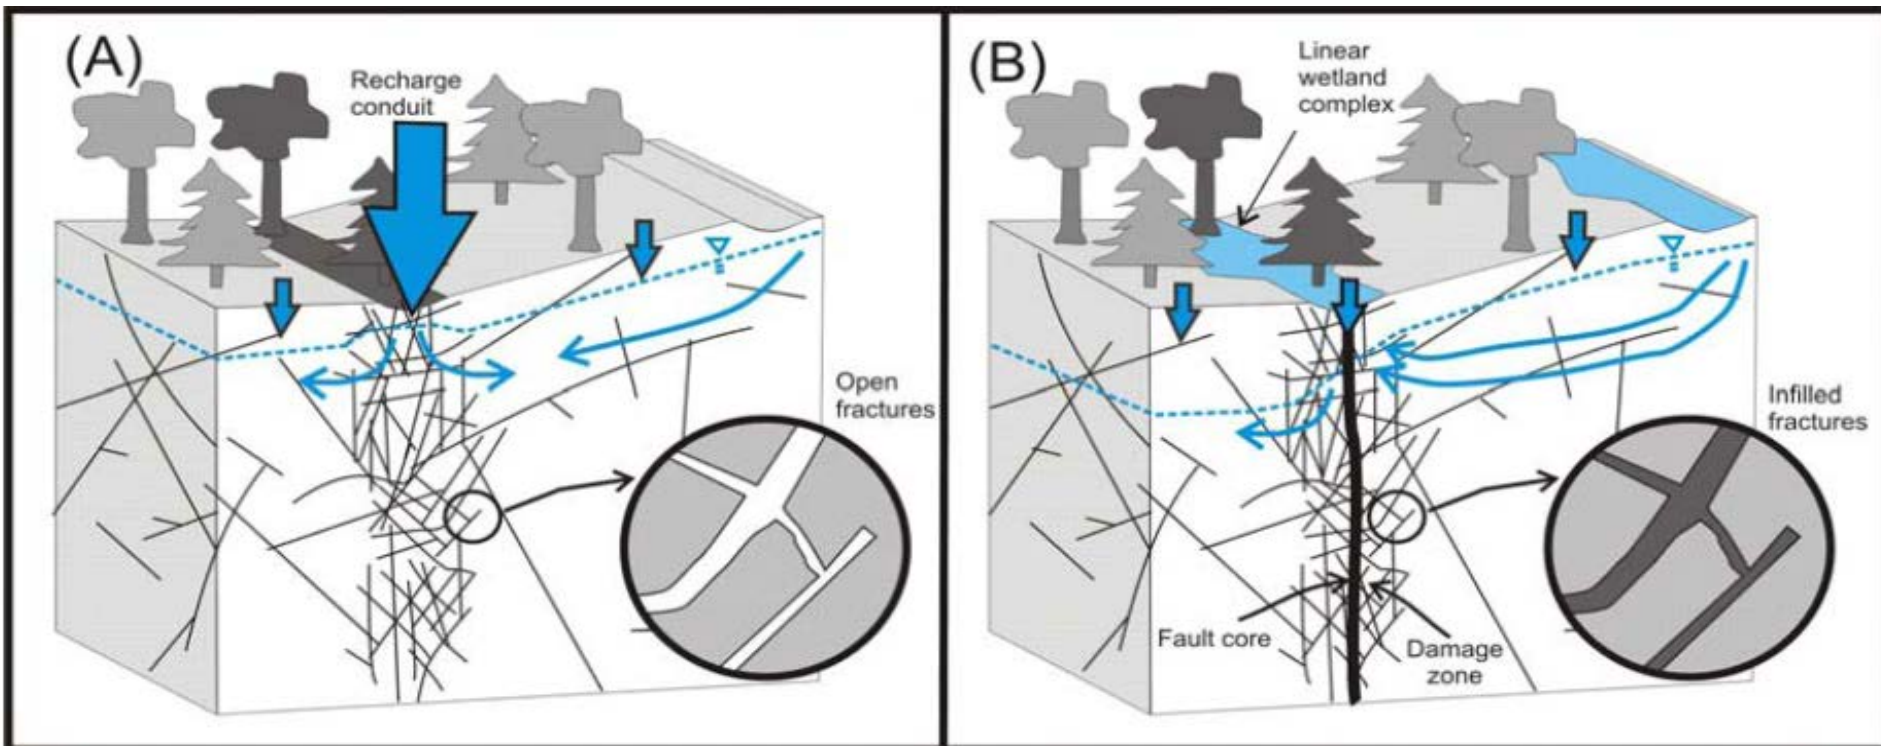 (A)
Recharge
conduit
Open
fractures
(B)
Linear
wetland
complex
Infilled
fractures
Fault core
Damage
zone